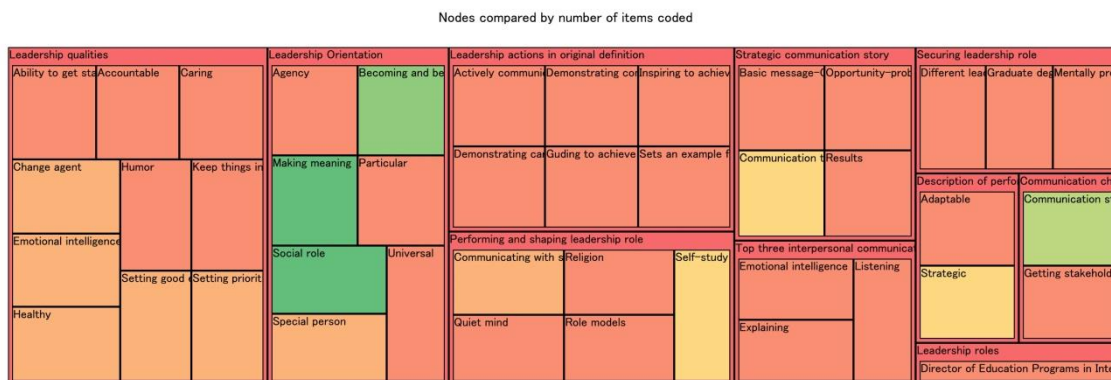 Nodes compared by number of items coded
Leadership qualities
Ability to get sta
Accountable
Caring
Change agent
Humor
Keep things in
Emotional intelligence
Setting good
Setting priorit
Healthy
Leadership Orientation
Agency
Becoming and be
Making meaning
Particular
Social role
Universal
Special person
Leadership actions in original definition
Actively communi
Demonstrating co
Inspiring to achiev
Demonstrating ca
Guding to achieve
Sets an example f
Performing and shaping leadership role
Communicating with s
Religion
Self-study
Quiet mind
Role models
Strategic communication story
Basic message-
Opportunity-prob
Communication t
Results
Top three interpersonal communica
Emotional intelligence
Listening
Explaining
Securing leadership role
Different lea
Graduate deg
Mentally pr
Description of perfo
Adaptable
Strategic
Communication ch
Communication s
Getting stakehold
Leadership roles
Director of Education Programs in Inte